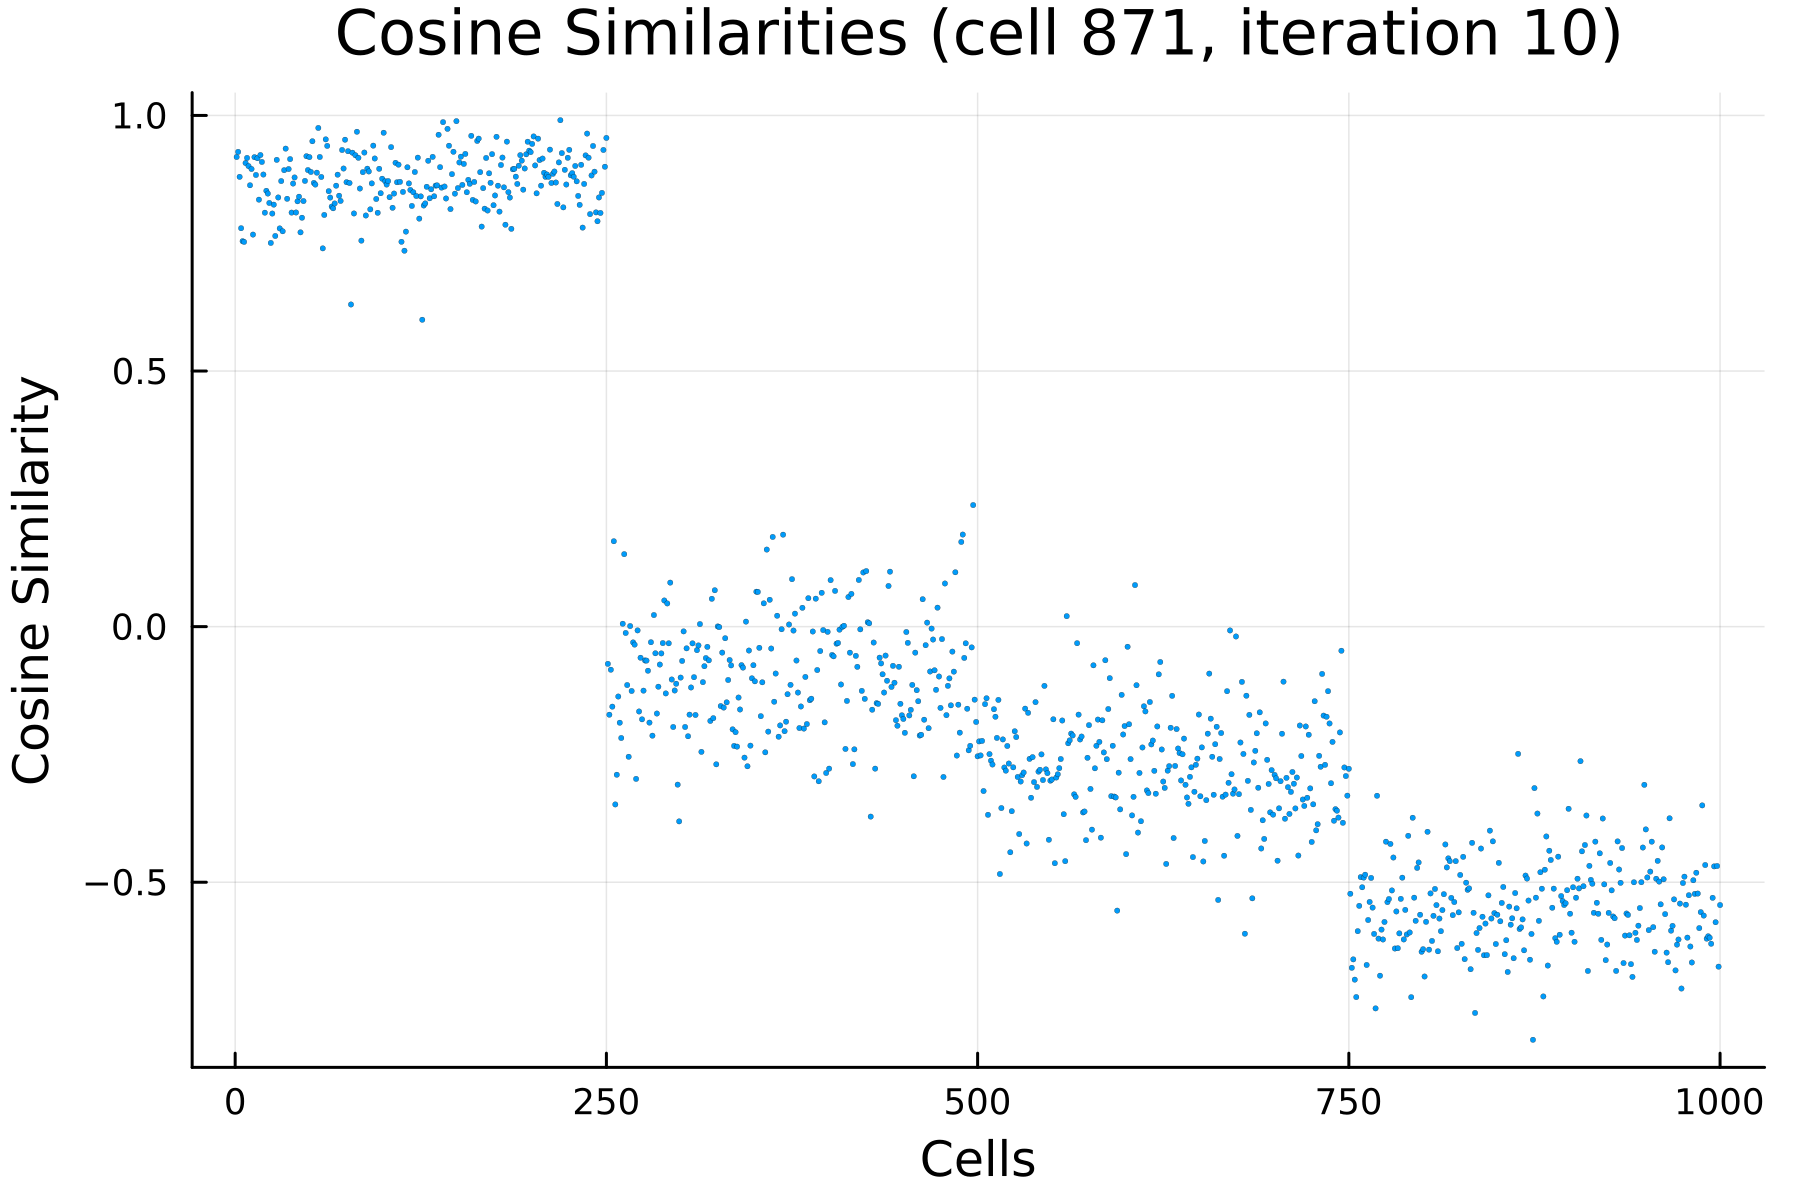 Cosine Similarities (cell 871, iteration 10)
1.0
0.5
0.0
−0.5
Cosine Similarity
0 250 500 750 1000
Cells